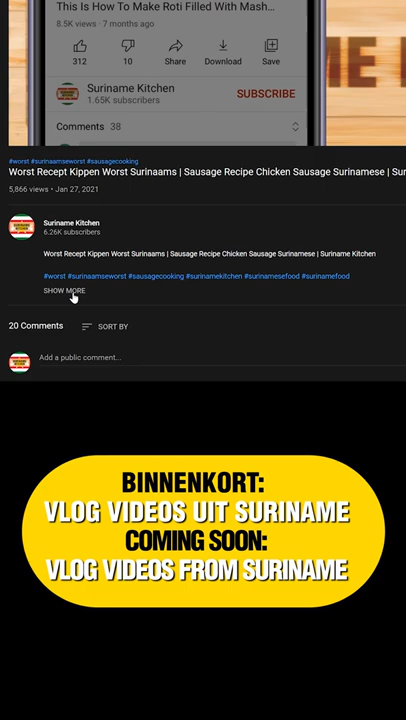 This Is How To Make Roti Filled With Mash...
8.5K views · 7 months ago
312
10
Share
Download
Save
Suriname Kitchen
1.65K subscribers
SUBSCRIBE
Comments 38
#worst #surinaamseworst #sausagecooking
Worst Recept Kippen Worst Surinaams | Sausage Recipe Chicken Sausage Surinamese | Sur
5,866 views • Jan 27, 2021
Suriname Kitchen
6.26K subscribers
Worst Recept Kippen Worst Surinaams | Sausage Recipe Chicken Sausage Surinamese | Suriname Kitchen
#worst #surinaamseworst #sausagecooking #surinamekitchen #surinamesefood #surinamefood
SHOW MORE
20 Comments
SORT BY
Add a public comment...
BINNENKORT:
VLOG VIDEOS UIT SURINAME
COMING SOON:
VLOG VIDEOS FROM SURINAME